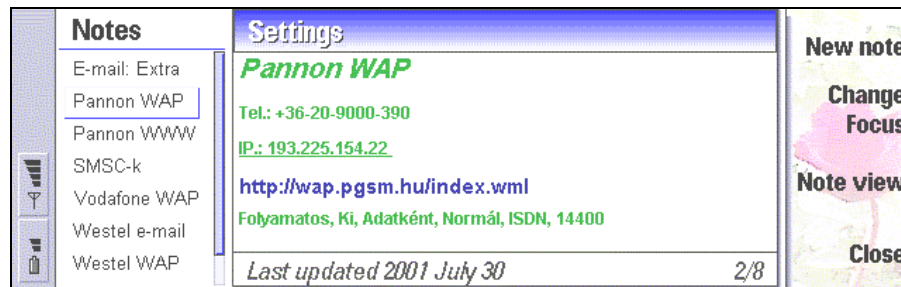 Notes
E-mail: Extra
Pannon WAP
Pannon WWW
SMSC-k
Vodafone WAP
Westel e-mail
Westel WAP
Settings
Pannon WAP
Tel.: +36-20-9000-390
IP.: 193.225.154.22
http://wap.pgsm.hu/index.wml
Folyamatos, Ki, Adatként, Normál, ISDN, 14400
Last updated 2001 July 30 2/8
New note
Change
Focus
Note view
Close